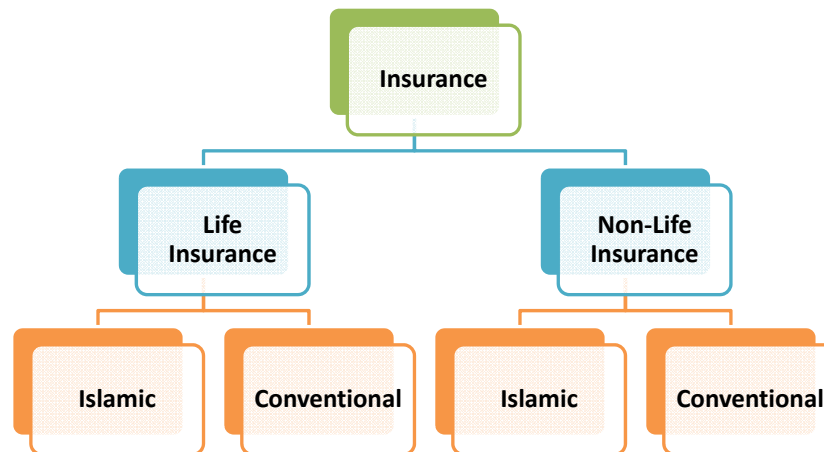 Insurance
Life
Insurance
Non-Life
Insurance
Islamic
Conventional
Islamic
Conventional